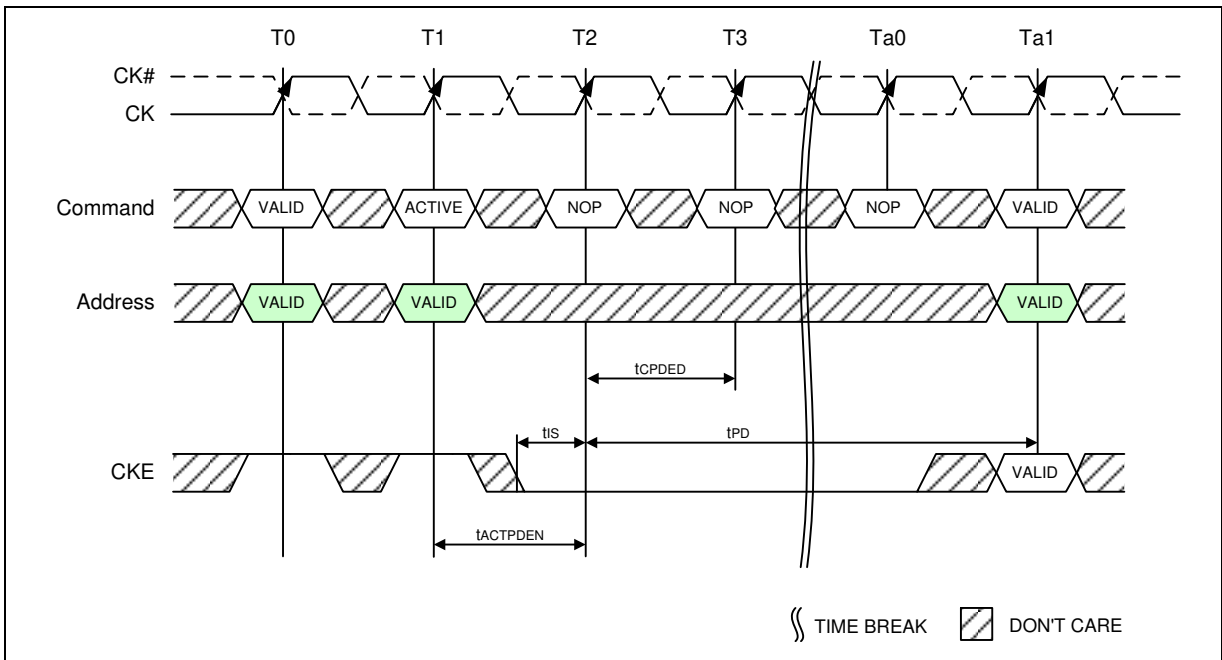 T0 T1 T2 T3 Ta0 Ta1
CK#
CK
Command VALID ACTIVE NOP NOP NOP VALID
Address VALID VALID VALID
tCPDED
tIS tPD
CKE VALID
tACTPDEN
TIME BREAK DON'T CARE